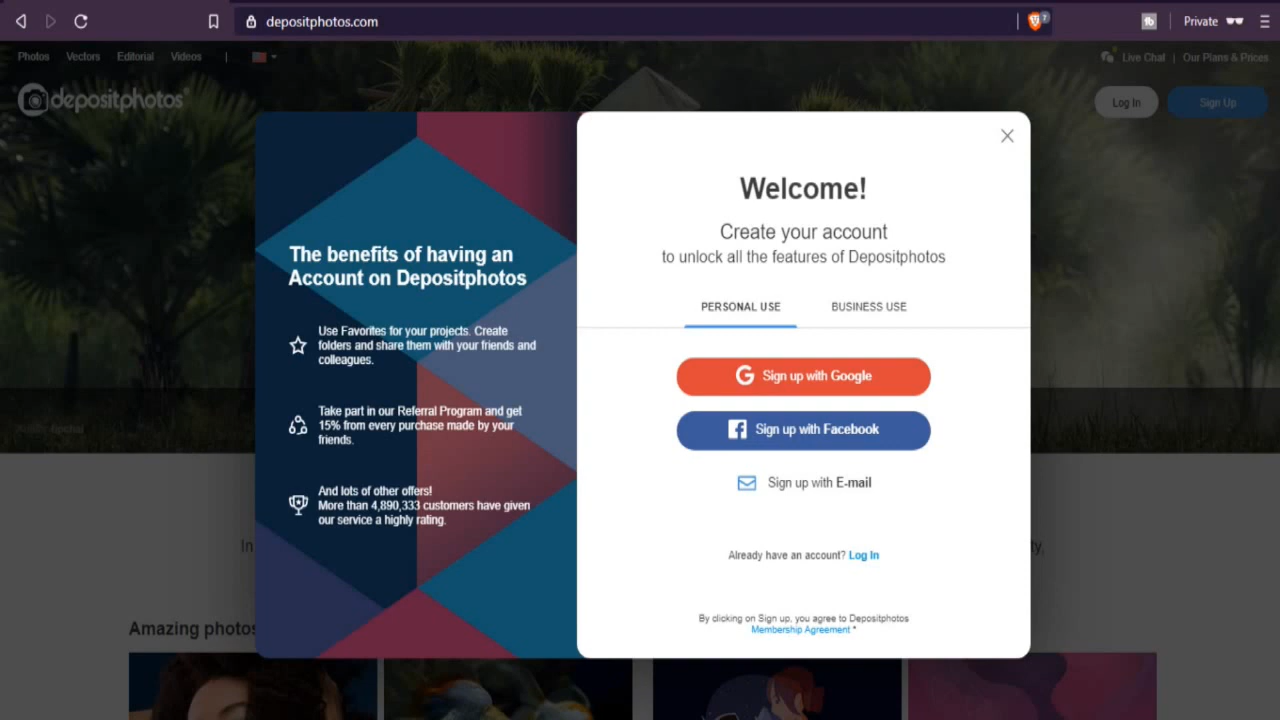 depositphotos.com
2
Private
Photos Vectors Editorial Videos |
Live Chat | Our Plans & Prices
depositphotos
Log In
Sign Up
The benefits of having an
Account on Depositphotos
Use Favorites for your projects. Create
folders and share them with your friends and
colleagues.
Take part in our Referral Program and get
15% from every purchase made by your
friends.
And lots of other offers!
More than 4,890,333 customers have given
our service a highly rating.
Welcome!
Create your account
to unlock all the features of Depositphotos
PERSONAL USE
BUSINESS USE
Sign up with Google
Sign up with Facebook
Sign up with E-mail
Already have an account? Log In
By clicking on Sign up, you agree to Depositphotos
Membership Agreement *
In
Amazing photos